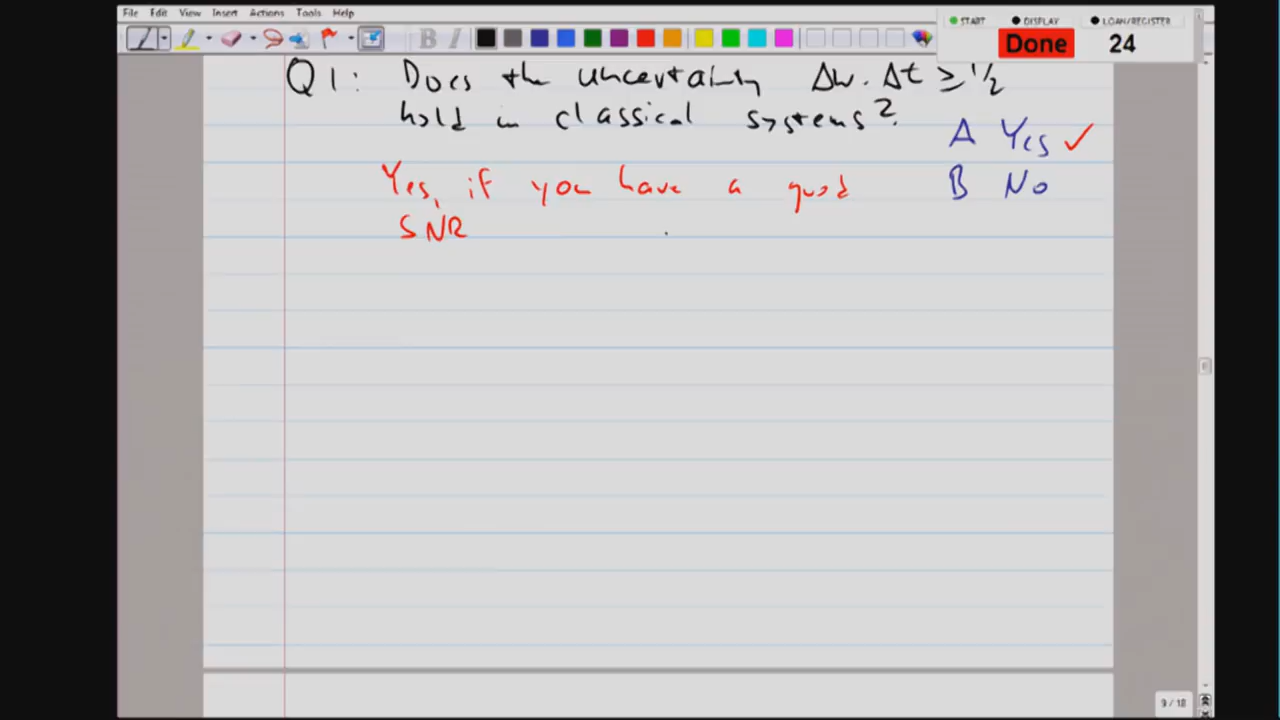 File Edit View Insert Actions Tools Help
START DISPLAY LOAN/REGISTER
Done 24
B I
Q1: Does the uncertainty Δω·Δt ≥ 1/2
hold in classical systems?
A Yes ✓
B No
Yes, if you have a good
SNR
9 / 18